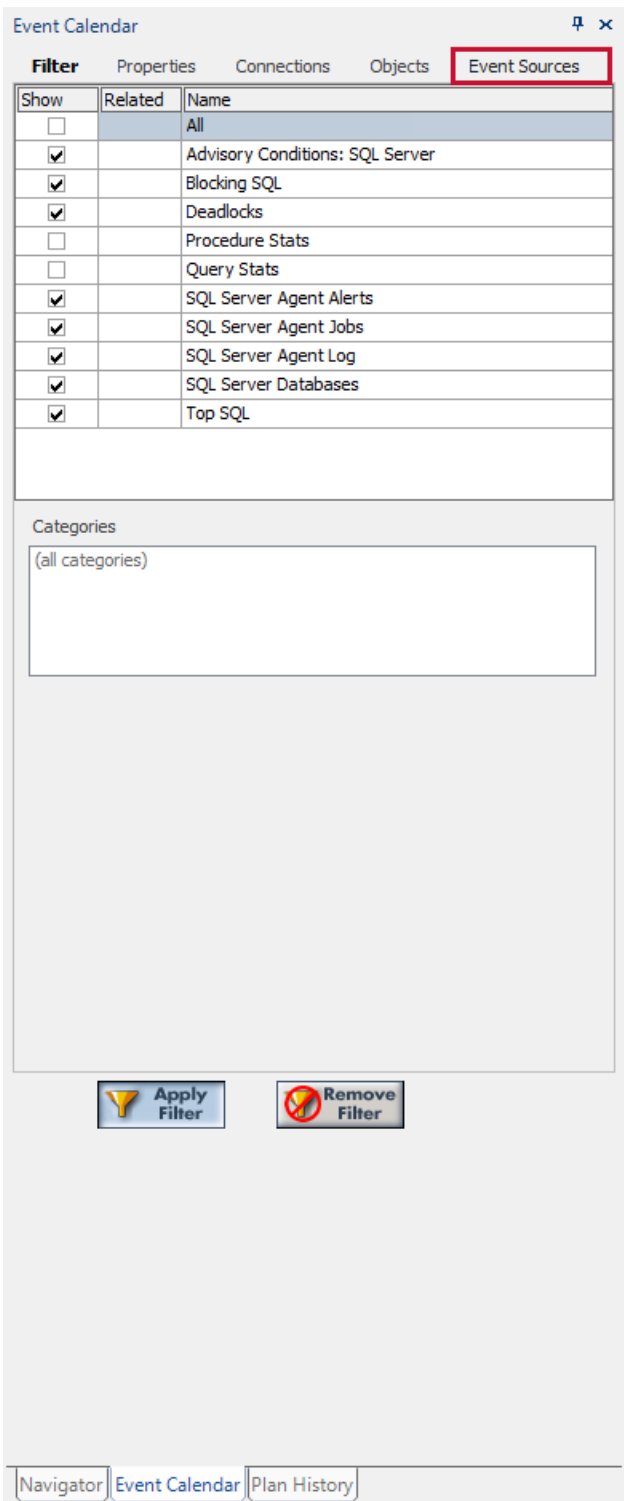 Event Calendar
Filter Properties Connections Objects Event Sources
Show Related Name
All
Advisory Conditions: SQL Server
Blocking SQL
Deadlocks
Procedure Stats
Query Stats
SQL Server Agent Alerts
SQL Server Agent Jobs
SQL Server Agent Log
SQL Server Databases
Top SQL
Categories
(all categories)
Apply Filter
Remove Filter
Navigator Event Calendar Plan History